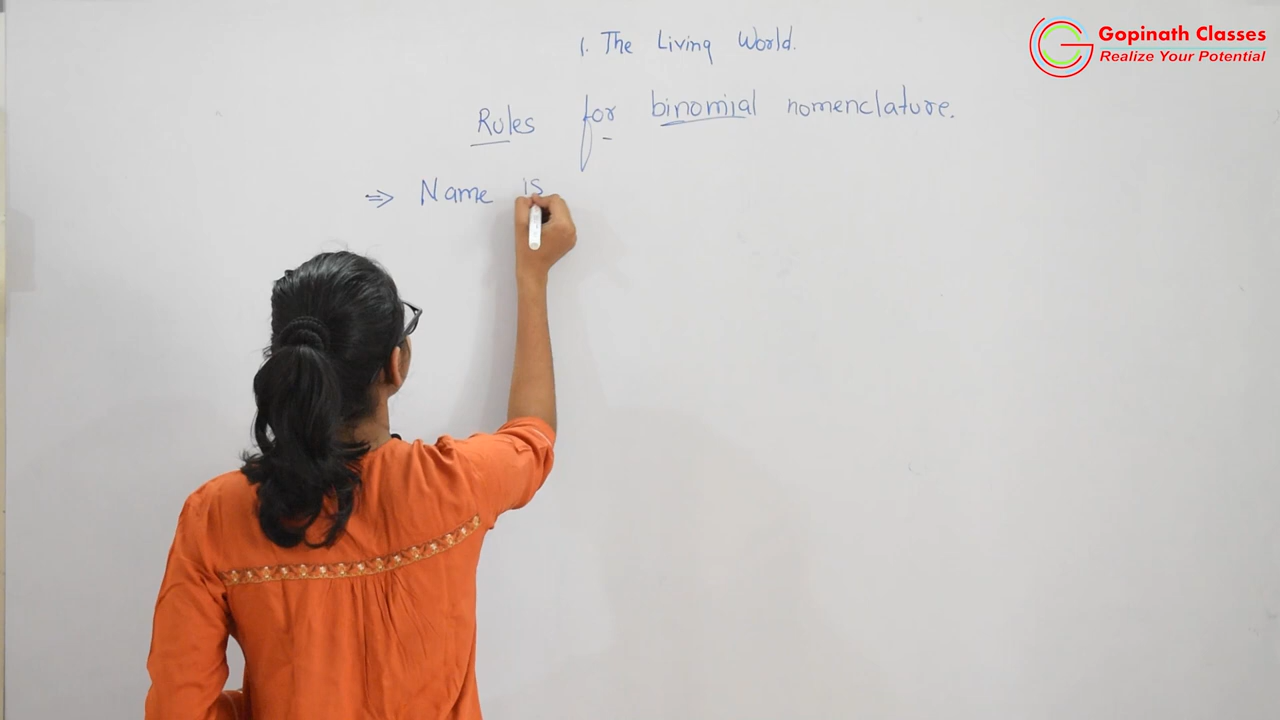 1. The Living World.
Gopinath Classes
Realize Your Potential
Rules for binomial nomenclature.
⇒ Name is